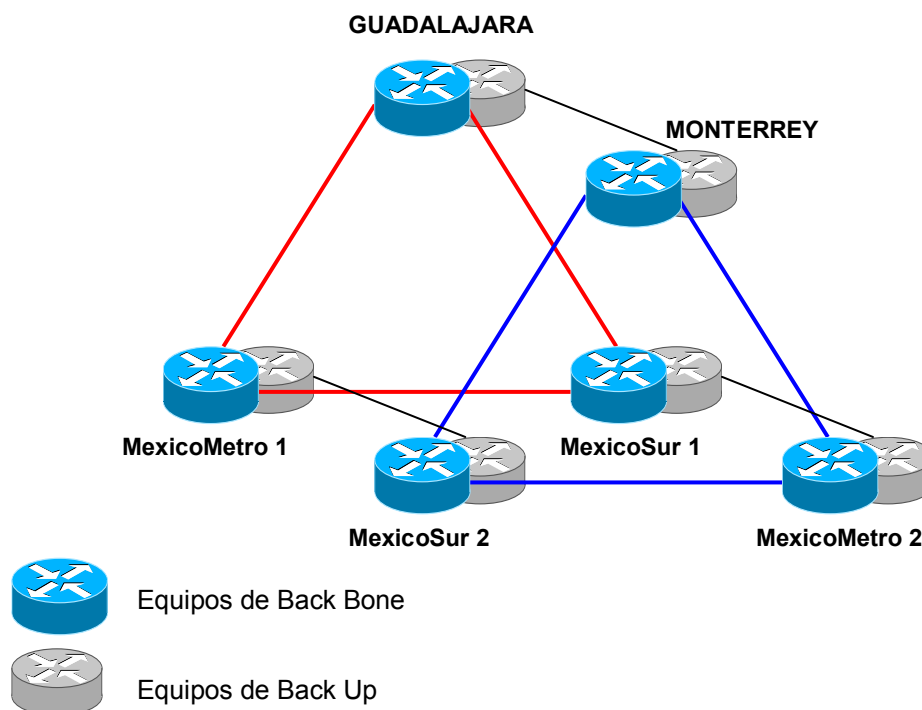 GUADALAJARA
MONTERREY
MexicoMetro 1
MexicoSur 1
MexicoSur 2
MexicoMetro 2
Equipos de Back Bone
Equipos de Back Up